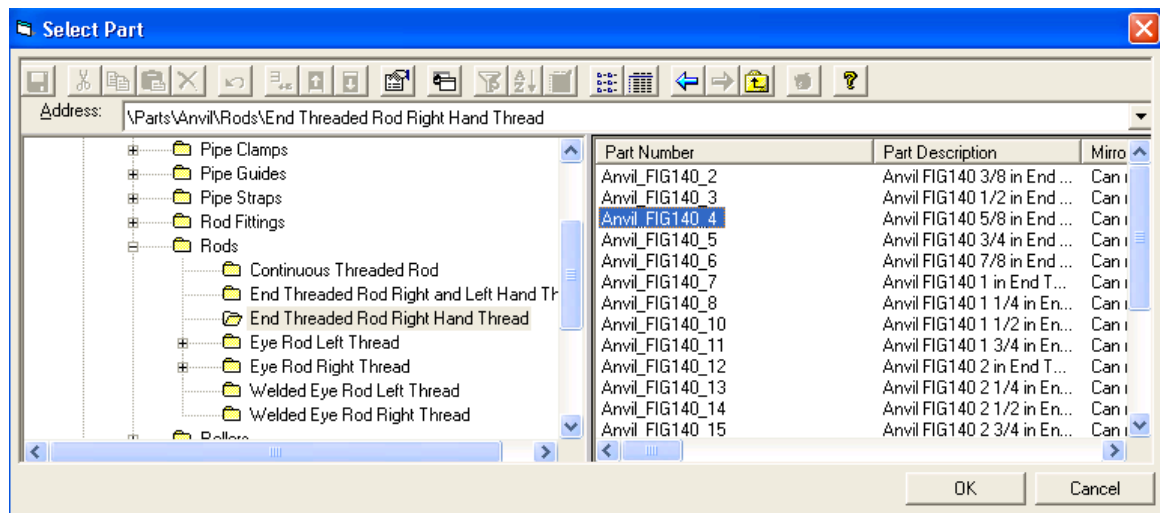 Select Part
Address: \Parts\Anvil\Rods\End Threaded Rod Right Hand Thread
Pipe Clamps
Pipe Guides
Pipe Straps
Rod Fittings
Rods
Continuous Threaded Rod
End Threaded Rod Right and Left Hand Th
End Threaded Rod Right Hand Thread
Eye Rod Left Thread
Eye Rod Right Thread
Welded Eye Rod Left Thread
Welded Eye Rod Right Thread
Rollers
Part Number Part Description Mirro
Anvil_FIG140_2 Anvil FIG140 3/8 in End ... Can
Anvil_FIG140_3 Anvil FIG140 1/2 in End ... Can
Anvil_FIG140_4 Anvil FIG140 5/8 in End ... Can
Anvil_FIG140_5 Anvil FIG140 3/4 in End ... Can
Anvil_FIG140_6 Anvil FIG140 7/8 in End ... Can
Anvil_FIG140_7 Anvil FIG140 1 in End T... Can
Anvil_FIG140_8 Anvil FIG140 1 1/4 in En... Can
Anvil_FIG140_10 Anvil FIG140 1 1/2 in En... Can
Anvil_FIG140_11 Anvil FIG140 1 3/4 in En... Can
Anvil_FIG140_12 Anvil FIG140 2 in End T... Can
Anvil_FIG140_13 Anvil FIG140 2 1/4 in En... Can
Anvil_FIG140_14 Anvil FIG140 2 1/2 in En... Can
Anvil_FIG140_15 Anvil FIG140 2 3/4 in En... Can
OK Cancel